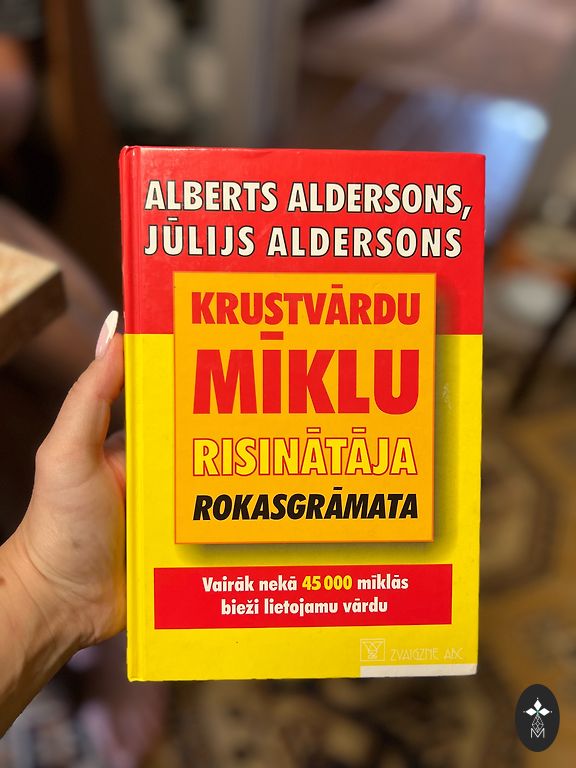 ALBERTS ALDERSONS,
JŪLIJS ALDERSONS
KRUSTVĀRDU
MĪKLU
RISINĀTĀJA
ROKASGRĀMATA
Vairāk nekā 45 000 mīklās
bieži lietojamu vārdu
ZVAIGZNE ABC
M